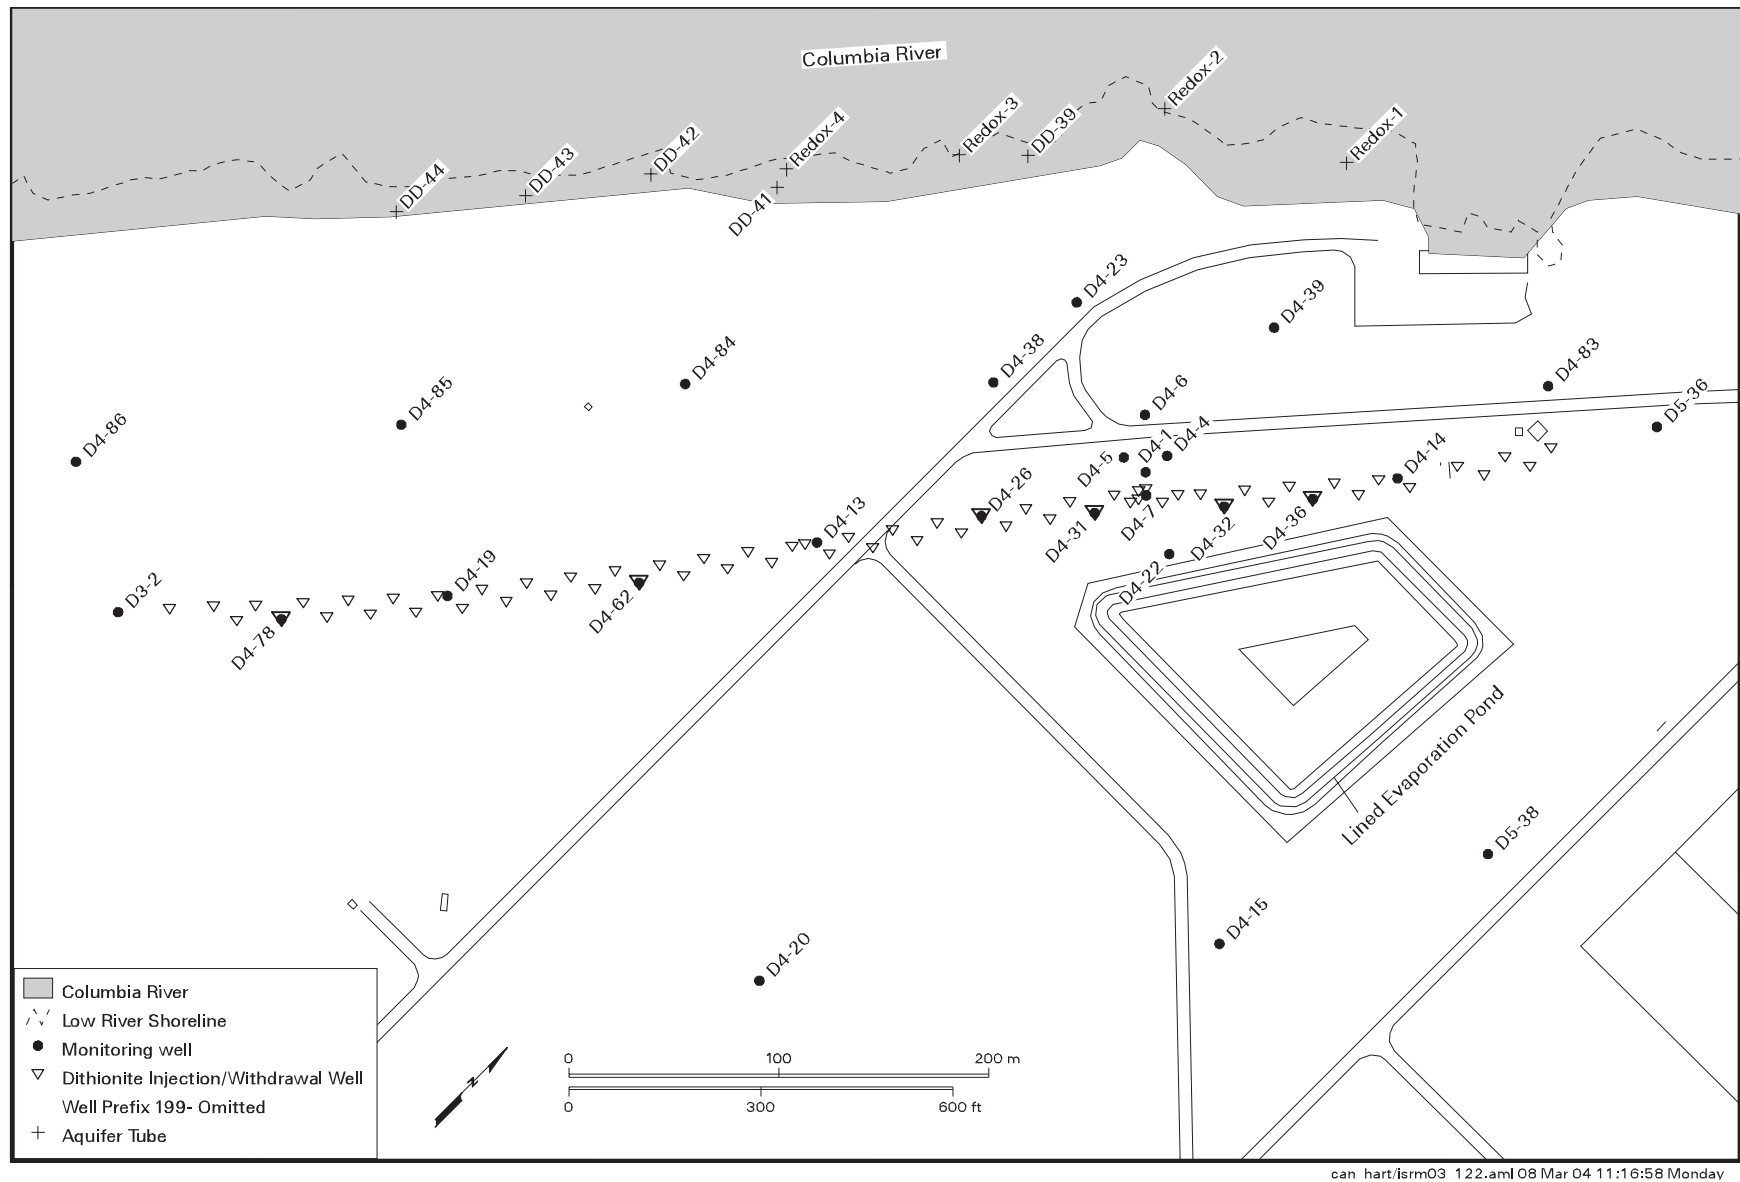 Columbia River
Redox-2
Redox-3
DD-39
Redox-4
Redox-1
DD-42
DD-43
DD-44
DD-41
D4-23
D4-39
D4-38
D4-84
D4-83
D4-85
D4-6
D5-36
D4-86
D4-1
D4-4
D4-5
D4-14
D4-26
D4-13
D4-31
D4-7
D4-32
D4-36
D4-19
D3-2
D4-62
D4-22
D4-78
Lined Evaporation Pond
D5-38
D4-15
D4-20
Columbia River
Low River Shoreline
Monitoring well
Dithionite Injection/Withdrawal Well
Well Prefix 199- Omitted
Aquifer Tube
N
0 100 200 m
0 300 600 ft
can_hart/isrm03_122.aml 08 Mar 04 11:16:58 Monday